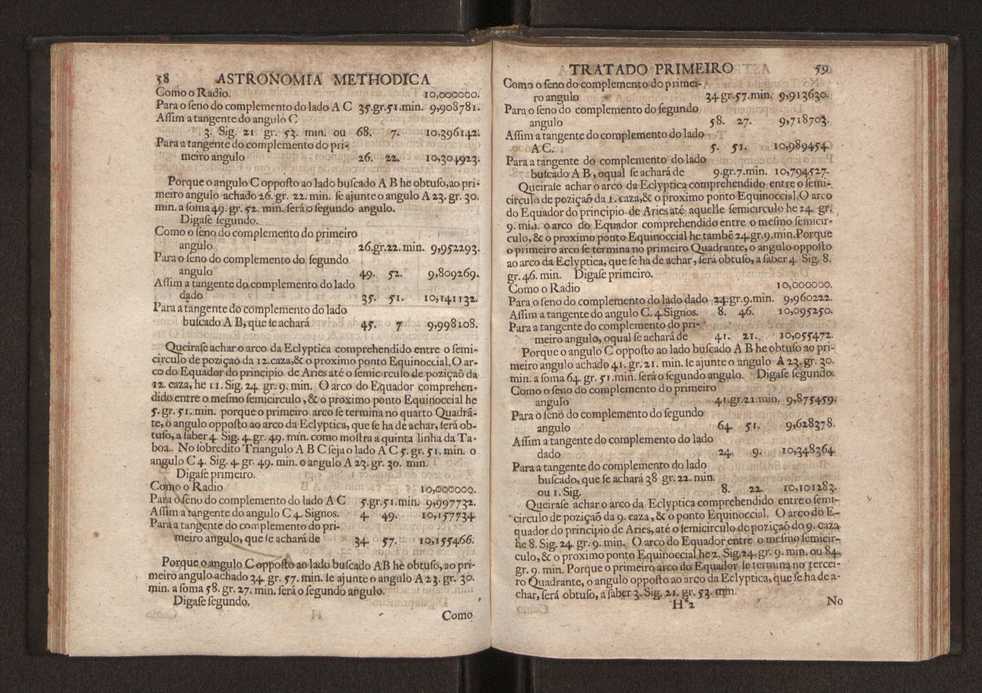 58 ASTRONOMIA METHODICA
Como o Radio. 10,000000.
Para o ſeno do complemento do lado A C 35.gr.51.min. 9,908781.
Aſſim a tangente do angulo C
3. Sig. 21 gr. 53. min. ou 68. 7. 10,396142.
Para a tangente do complemento do pri-
meiro angulo 26. 22. 10,304923.
Porque o angulo C oppoſto ao lado buſcado A B he obtuſo, ao pri-
meiro angulo achado 26. gr. 22. min. ſe ajunte o angulo A 23. gr. 30.
min. a ſoma 49. gr. 52. min. ſerá o ſegundo angulo.
Digaſe ſegundo.
Como o ſeno do complemento do primeiro
angulo 26.gr.22. min. 9,952293.
Para o ſeno do complemento do ſegundo
angulo 49. 52. 9,809269.
Aſſim a tangente do complemento do lado
dado 35. 51. 10,141132.
Para a tangente do complemento do lado
buſcado A B, que ſe achará 45. 7 9,998108.
Queiraſe achar o arco da Eclyptica comprehendido entre o ſemi-
circulo de poziçaõ da 12. caza, & o proximo ponto Equinoccial. O ar-
co do Equador do principio de Aries até o ſemicirculo de poziçaõ da
12. caza, he 11. Sig. 24. gr. 9. min. O arco do Equador comprehen-
dido entre o meſmo ſemicirculo, & o proximo ponto Equinoccial he
5. gr. 51. min. porque o primeiro arco ſe termina no quarto Quadrã-
te, o angulo oppoſto ao arco da Eclyptica, que ſe ha de achar, ſerá ob-
tuſo, a ſaber 4. Sig. 4. gr. 49. min. como moſtra a quinta linha da Ta-
boa. No ſobredito Triangulo A B C ſeja o lado A C 5. gr. 51. min. o
angulo C 4. Sig. 4. gr. 49. min. o angulo A 23. gr. 30. min.
Digaſe primeiro.
Como o Radio 10,000000.
Para o ſeno do complemento do lado A C 5.gr.51.min. 9,997732.
Aſſim a tangente do angulo C 4. Signos. 4. 49. 10,157734
Para a tangente do complemento do pri-
meiro angulo, que ſe achará de 34. 57. 10,155466.
Porque o angulo C oppoſto ao lado buſcado AB he obtuſo, ao pri-
meiro angulo achado 34. gr. 57. min. ſe ajunte o angulo A 23. gr. 30.
min. a ſoma 58. gr. 27. min. ſerá o ſegundo angulo.
Digaſe ſegundo.
Como
TRATADO PRIMEIRO 59
Como o ſeno do complemento do primei-
ro angulo 34.gr.57.min. 9,913630.
Para o ſeno do complemento do ſegundo
angulo 58. 27. 9,718703.
Aſſim a tangente do complemento do lado
A C. 5. 51. 10,989454.
Para a tangente do complemento do lado
buſcado A B, oqual ſe achará de 9.gr.7.min. 10,794527.
Queiraſe achar o arco da Eclyptica comprehendido entre o ſemi-
circulo de poziçaõ da 1. caza, & o proximo ponto Equinoccial. O arco
do Equador do principio de Aries até aquelle ſemicirculo he 24. gr.
9. min. o arco do Equador comprehendido entre o meſmo ſemicir-
culo, & o proximo ponto Equinoccial he tambẽ 24.gr.9.min. Porque
o primeiro arco ſe termina no primeiro Quadrante, o angulo oppoſto
ao arco da Eclyptica, que ſe ha de achar, ſerá obtuſo, a ſaber 4. Sig. 8.
gr. 46. min. Digaſe primeiro.
Como o Radio 10,000000.
Para o ſeno do complemento do lado dado 24.gr.9.min. 9,960222.
Aſſim a tangente do angulo C. 4. Signos. 8. 46. 10,095250.
Para a tangente do complemento do pri-
meiro angulo, oqual ſe achará de 41. 21. 10,055472.
Porque o angulo C oppoſto ao lado buſcado A B he obtuſo ao pri-
meiro angulo achado 41. gr. 21. min. ſe ajunte o angulo A 23. gr. 30.
min. a ſoma 64. gr. 51. min. ſerá o ſegundo angulo. Digaſe ſegundo.
Como o ſeno do complemento do primeiro
angulo 41.gr.21.min. 9,875459.
Para o ſeno do complemento do ſegundo
angulo 64. 51. 9,628378.
Aſſim a tangente do complemento do lado
dado 24. 9. 10,348364.
Para a tangente do complemento do lado
buſcado, que ſe achará 38 gr. 22. min.
ou 1. Sig. 8. 22. 10,101283.
Queiraſe achar o arco da Eclyptica comprehendido entre o ſemi-
circulo de poziçaõ da 9. caza, & o ponto Equinoccial. O arco do E-
quador do principio de Aries, até o ſemicirculo de poziçaõ do 9. caza
he 8. Sig. 24. gr. 9. min. O arco do Equador entre o meſmo ſemicir-
culo, & o proximo ponto Equinoccial he 2. Sig. 24. gr. 9. min. ou 84.
gr. 9. min. Porque o primeiro arco do Equador ſe termina no tercei-
ro Quadrante, o angulo oppoſto ao arco da Eclyptica, que ſe ha de a-
char, ſerá obtuſo, a ſaber 3. Sig. 21. gr. 53. min.
H 2 No